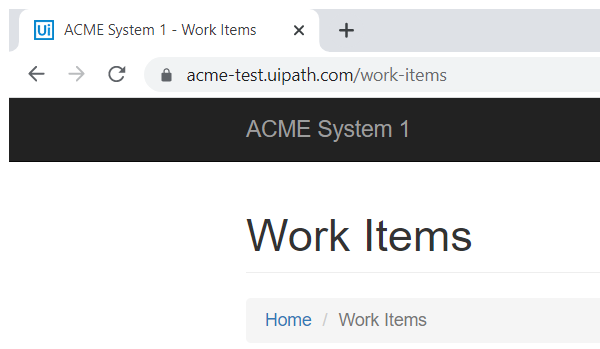 Ui ACME System 1 - Work Items
acme-test.uipath.com/work-items
ACME System 1
Work Items
Home / Work Items